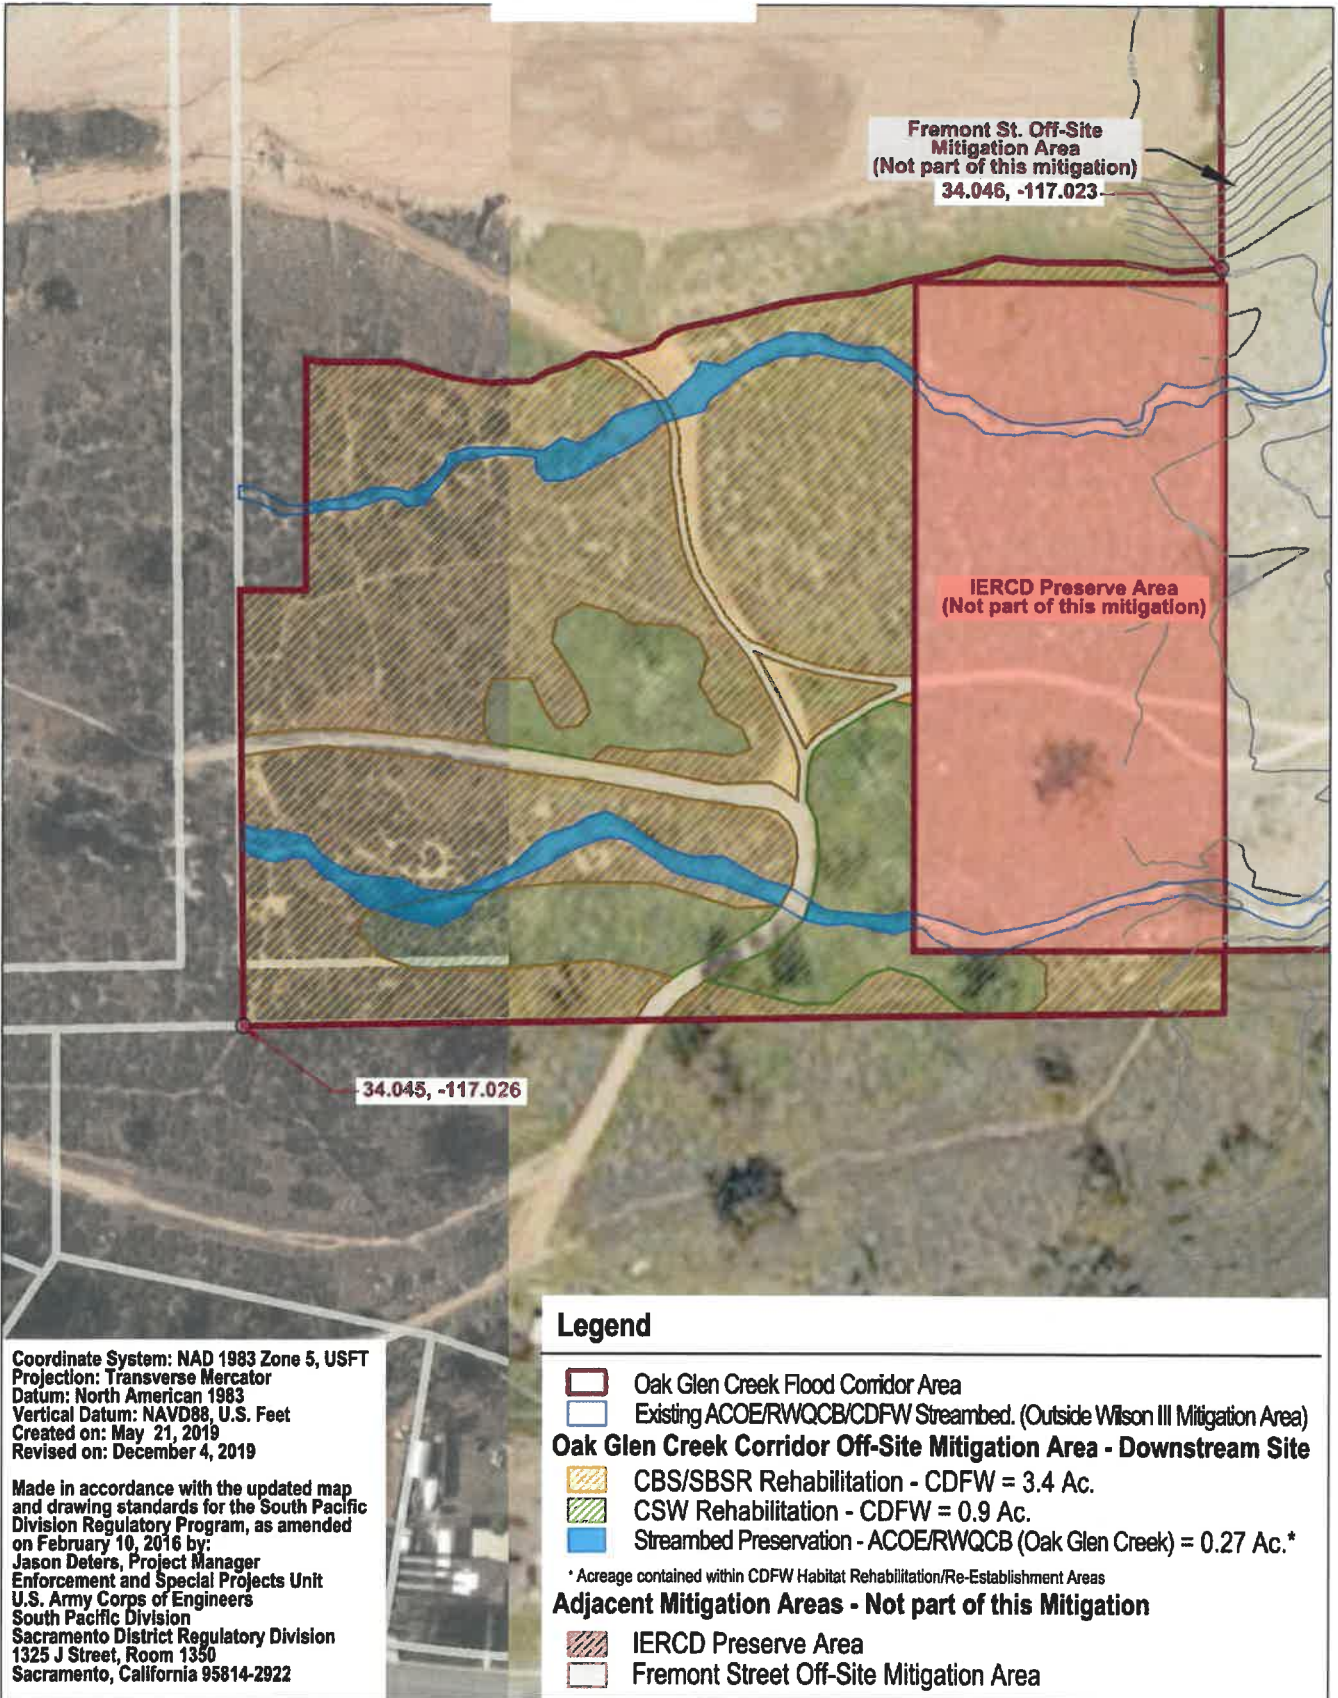 Fremont St. Off-Site
Mitigation Area
(Not part of this mitigation)
34.046, -117.023
IERCD Preserve Area
(Not part of this mitigation)
34.045, -117.026
Coordinate System: NAD 1983 Zone 5, USFT
Projection: Transverse Mercator
Datum: North American 1983
Vertical Datum: NAVD88, U.S. Feet
Created on: May 21, 2019
Revised on: December 4, 2019
Made in accordance with the updated map
and drawing standards for the South Pacific
Division Regulatory Program, as amended
on February 10, 2016 by:
Jason Deters, Project Manager
Enforcement and Special Projects Unit
U.S. Army Corps of Engineers
South Pacific Division
Sacramento District Regulatory Division
1325 J Street, Room 1350
Sacramento, California 95814-2922
Legend
Oak Glen Creek Flood Corridor Area
Existing ACOE/RWQCB/CDFW Streambed. (Outside Wilson III Mitigation Area)
Oak Glen Creek Corridor Off-Site Mitigation Area - Downstream Site
CBS/SBSR Rehabilitation - CDFW = 3.4 Ac.
CSW Rehabilitation - CDFW = 0.9 Ac.
Streambed Preservation - ACOE/RWQCB (Oak Glen Creek) = 0.27 Ac.*
* Acreage contained within CDFW Habitat Rehabilitation/Re-Establishment Areas
Adjacent Mitigation Areas - Not part of this Mitigation
IERCD Preserve Area
Fremont Street Off-Site Mitigation Area